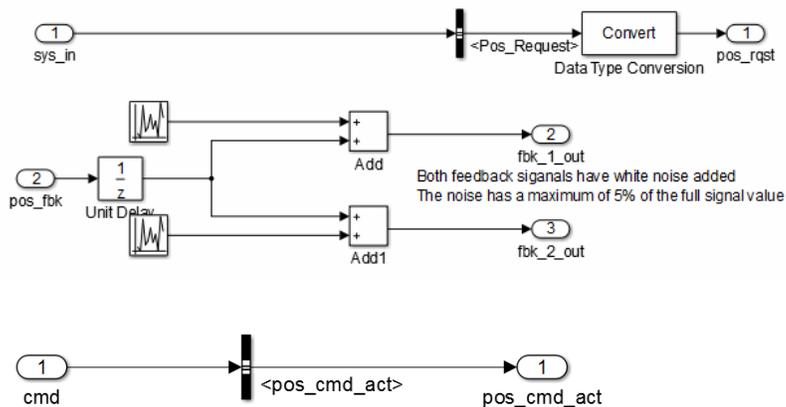 1
sys_in
<Pos_Request>
Convert
Data Type Conversion
1
pos_rqst
+
+
Add
2
fbk_1_out
Both feedback siganals have white noise added
The noise has a maximum of 5% of the full signal value
2
pos_fbk
1
z
Unit Delay
+
+
Add1
3
fbk_2_out
1
cmd
<pos_cmd_act>
1
pos_cmd_act